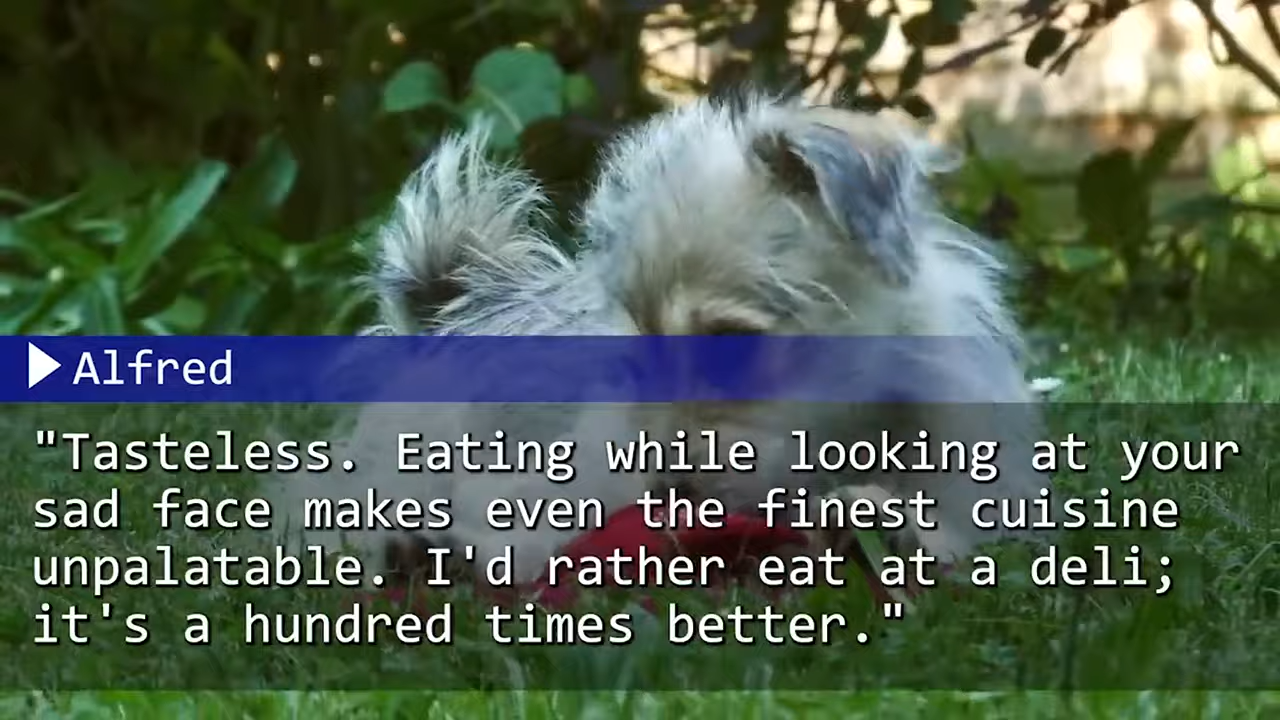 Alfred
"Tasteless. Eating while looking at your
sad face makes even the finest cuisine
unpalatable. I'd rather eat at a deli;
it's a hundred times better."